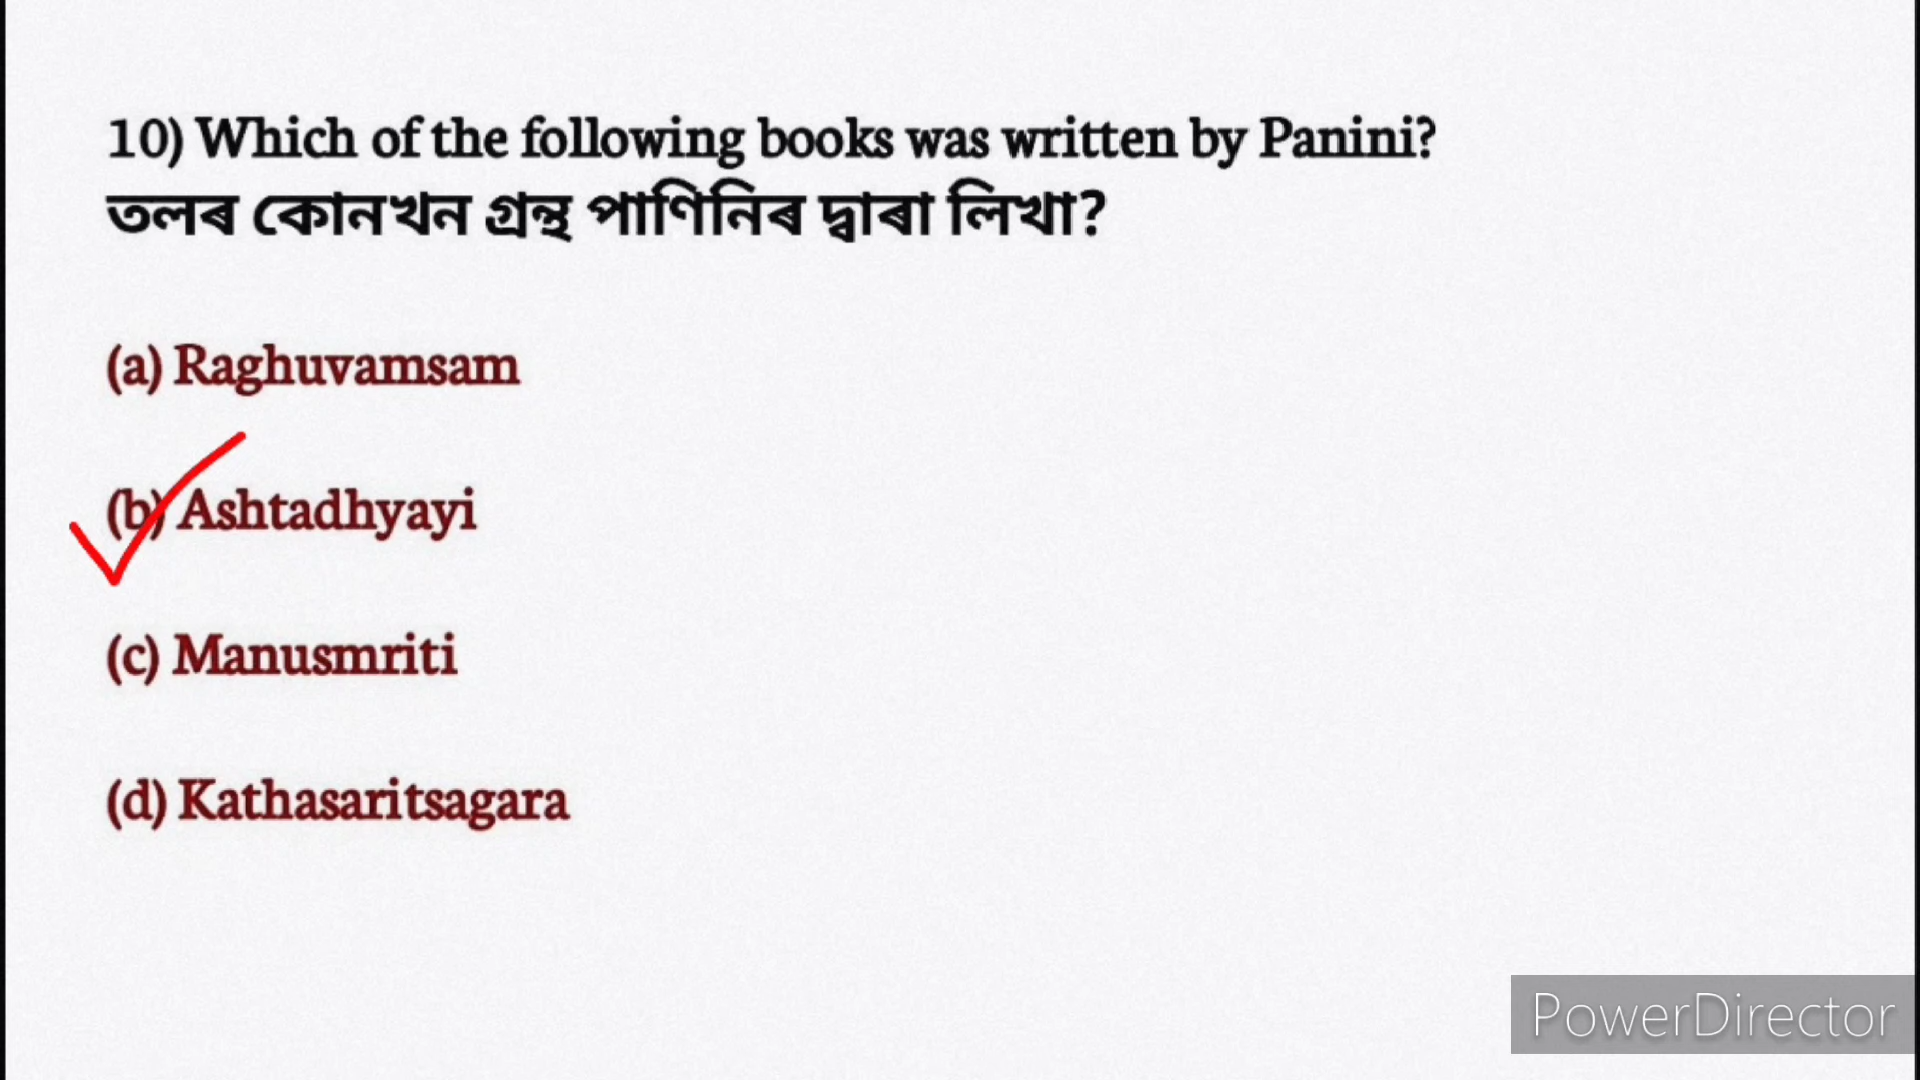 10) Which of the following books was written by Panini?
তলৰ কোনখন গ্ৰন্থ পাণিনিৰ দ্বাৰা লিখা?
(a) Raghuvamsam
(b) Ashtadhyayi
(c) Manusmriti
(d) Kathasaritsagara
PowerDirector